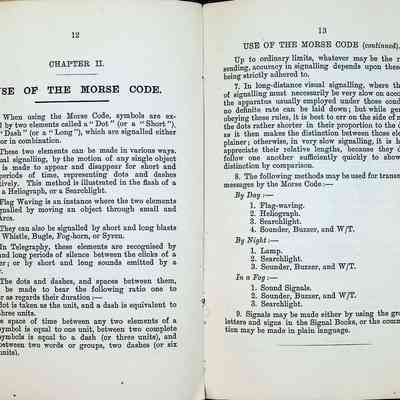 12
CHAPTER II.
USE OF THE MORSE CODE.
When using the Morse Code, symbols are ex-
by two elements called a "Dot" (or a "Short"),
"Dash" (or a "Long"), which are signalled either
or in combination.
These two elements can be made in various ways.
signalling, by the motion of any single object
is made to appear and disappear for short and
periods of time, representing dots and dashes
This method is illustrated in the flash of a
a Heliograph, or a Searchlight.
Flag Waving is an instance where the two elements
signalled by moving an object through small and
arcs.
They can also be signalled by short and long blasts
Whistle, Bugle, Fog-horn, or Syren.
In Telegraphy, these elements are recognised by
and long periods of silence between the clicks of a
or by short and long sounds emitted by a
The dots and dashes, and spaces between them,
be made to bear the following ratio one to
as regards their duration:—
dot is taken as the unit, and a dash is equivalent to
three units.
space of time between any two elements of a
symbol is equal to one unit, between two complete
symbols is equal to a dash (or three units), and
between two words or groups, two dashes (or six
units).
13
USE OF THE MORSE CODE (continued).
Up to ordinary limits, whatever may be the r
sending, accuracy in signalling depends upon these
being strictly adhered to.
7. In long-distance visual signalling, where the
of signalling must necessarily be very slow on acco
the apparatus usually employed under those cond
no definite rate can be laid down; but while gen
obeying these rules, it is best to err on the side of m
the dots rather shorter in their proportion to the d
as it then makes the distinction between those ele
plainer; otherwise, in very slow signalling, it is ha
appreciate their relative lengths, because they d
follow one another sufficiently quickly to show
distinction by comparison.
8. The following methods may be used for transm
messages by the Morse Code:—
By Day:—
1. Flag-waving.
2. Heliograph.
3. Searchlight.
4. Sounder, Buzzer, and W/T.
By Night:—
1. Lamp.
2. Searchlight.
3. Sounder, Buzzer, and W/T.
In a Fog:—
1. Sound Signals.
2. Sounder, Buzzer, and W/T.
3. Searchlight.
9. Signals may be made either by using the gro
letters and signs in the Signal Books, or the comm
tion may be made in plain language.